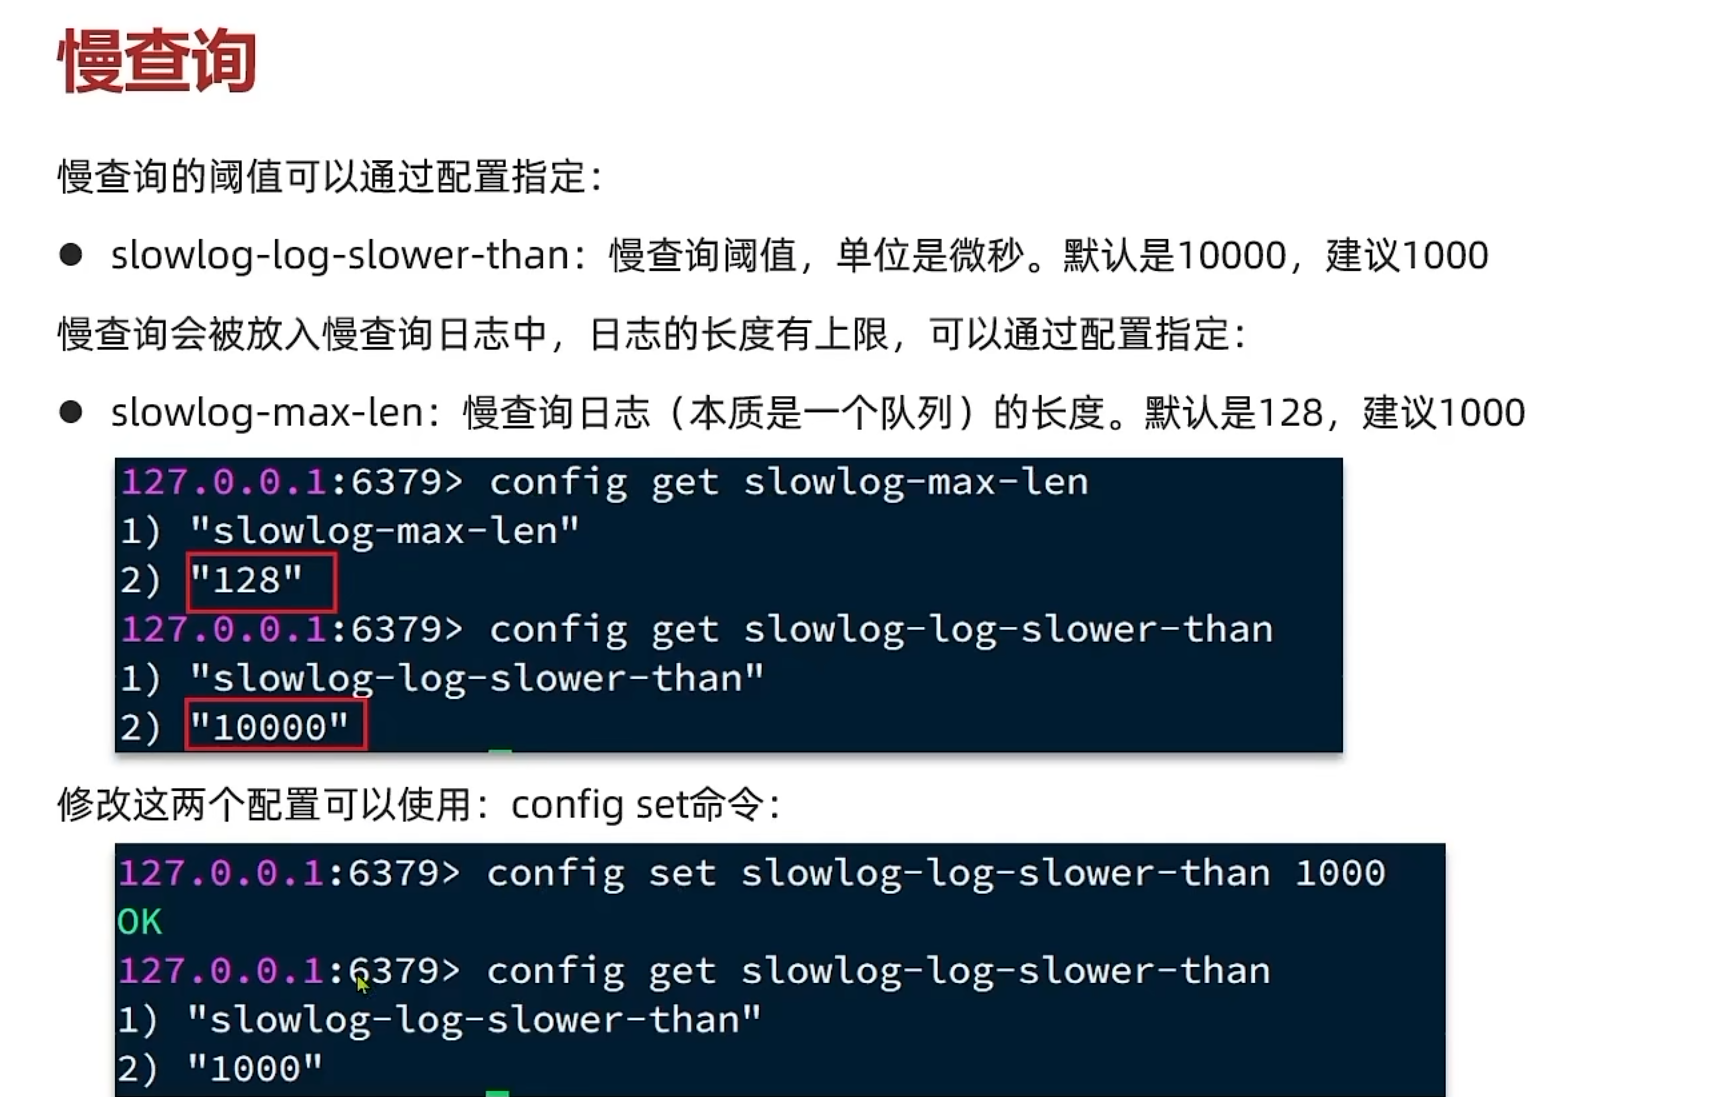 慢查询
慢查询的阈值可以通过配置指定：
● slowlog-log-slower-than：慢查询阈值，单位是微秒。默认是10000，建议1000
慢查询会被放入慢查询日志中，日志的长度有上限，可以通过配置指定：
● slowlog-max-len：慢查询日志（本质是一个队列）的长度。默认是128，建议1000
127.0.0.1:6379> config get slowlog-max-len
1) "slowlog-max-len"
2) "128"
127.0.0.1:6379> config get slowlog-log-slower-than
1) "slowlog-log-slower-than"
2) "10000"
修改这两个配置可以使用：config set命令：
127.0.0.1:6379> config set slowlog-log-slower-than 1000
OK
127.0.0.1:6379> config get slowlog-log-slower-than
1) "slowlog-log-slower-than"
2) "1000"